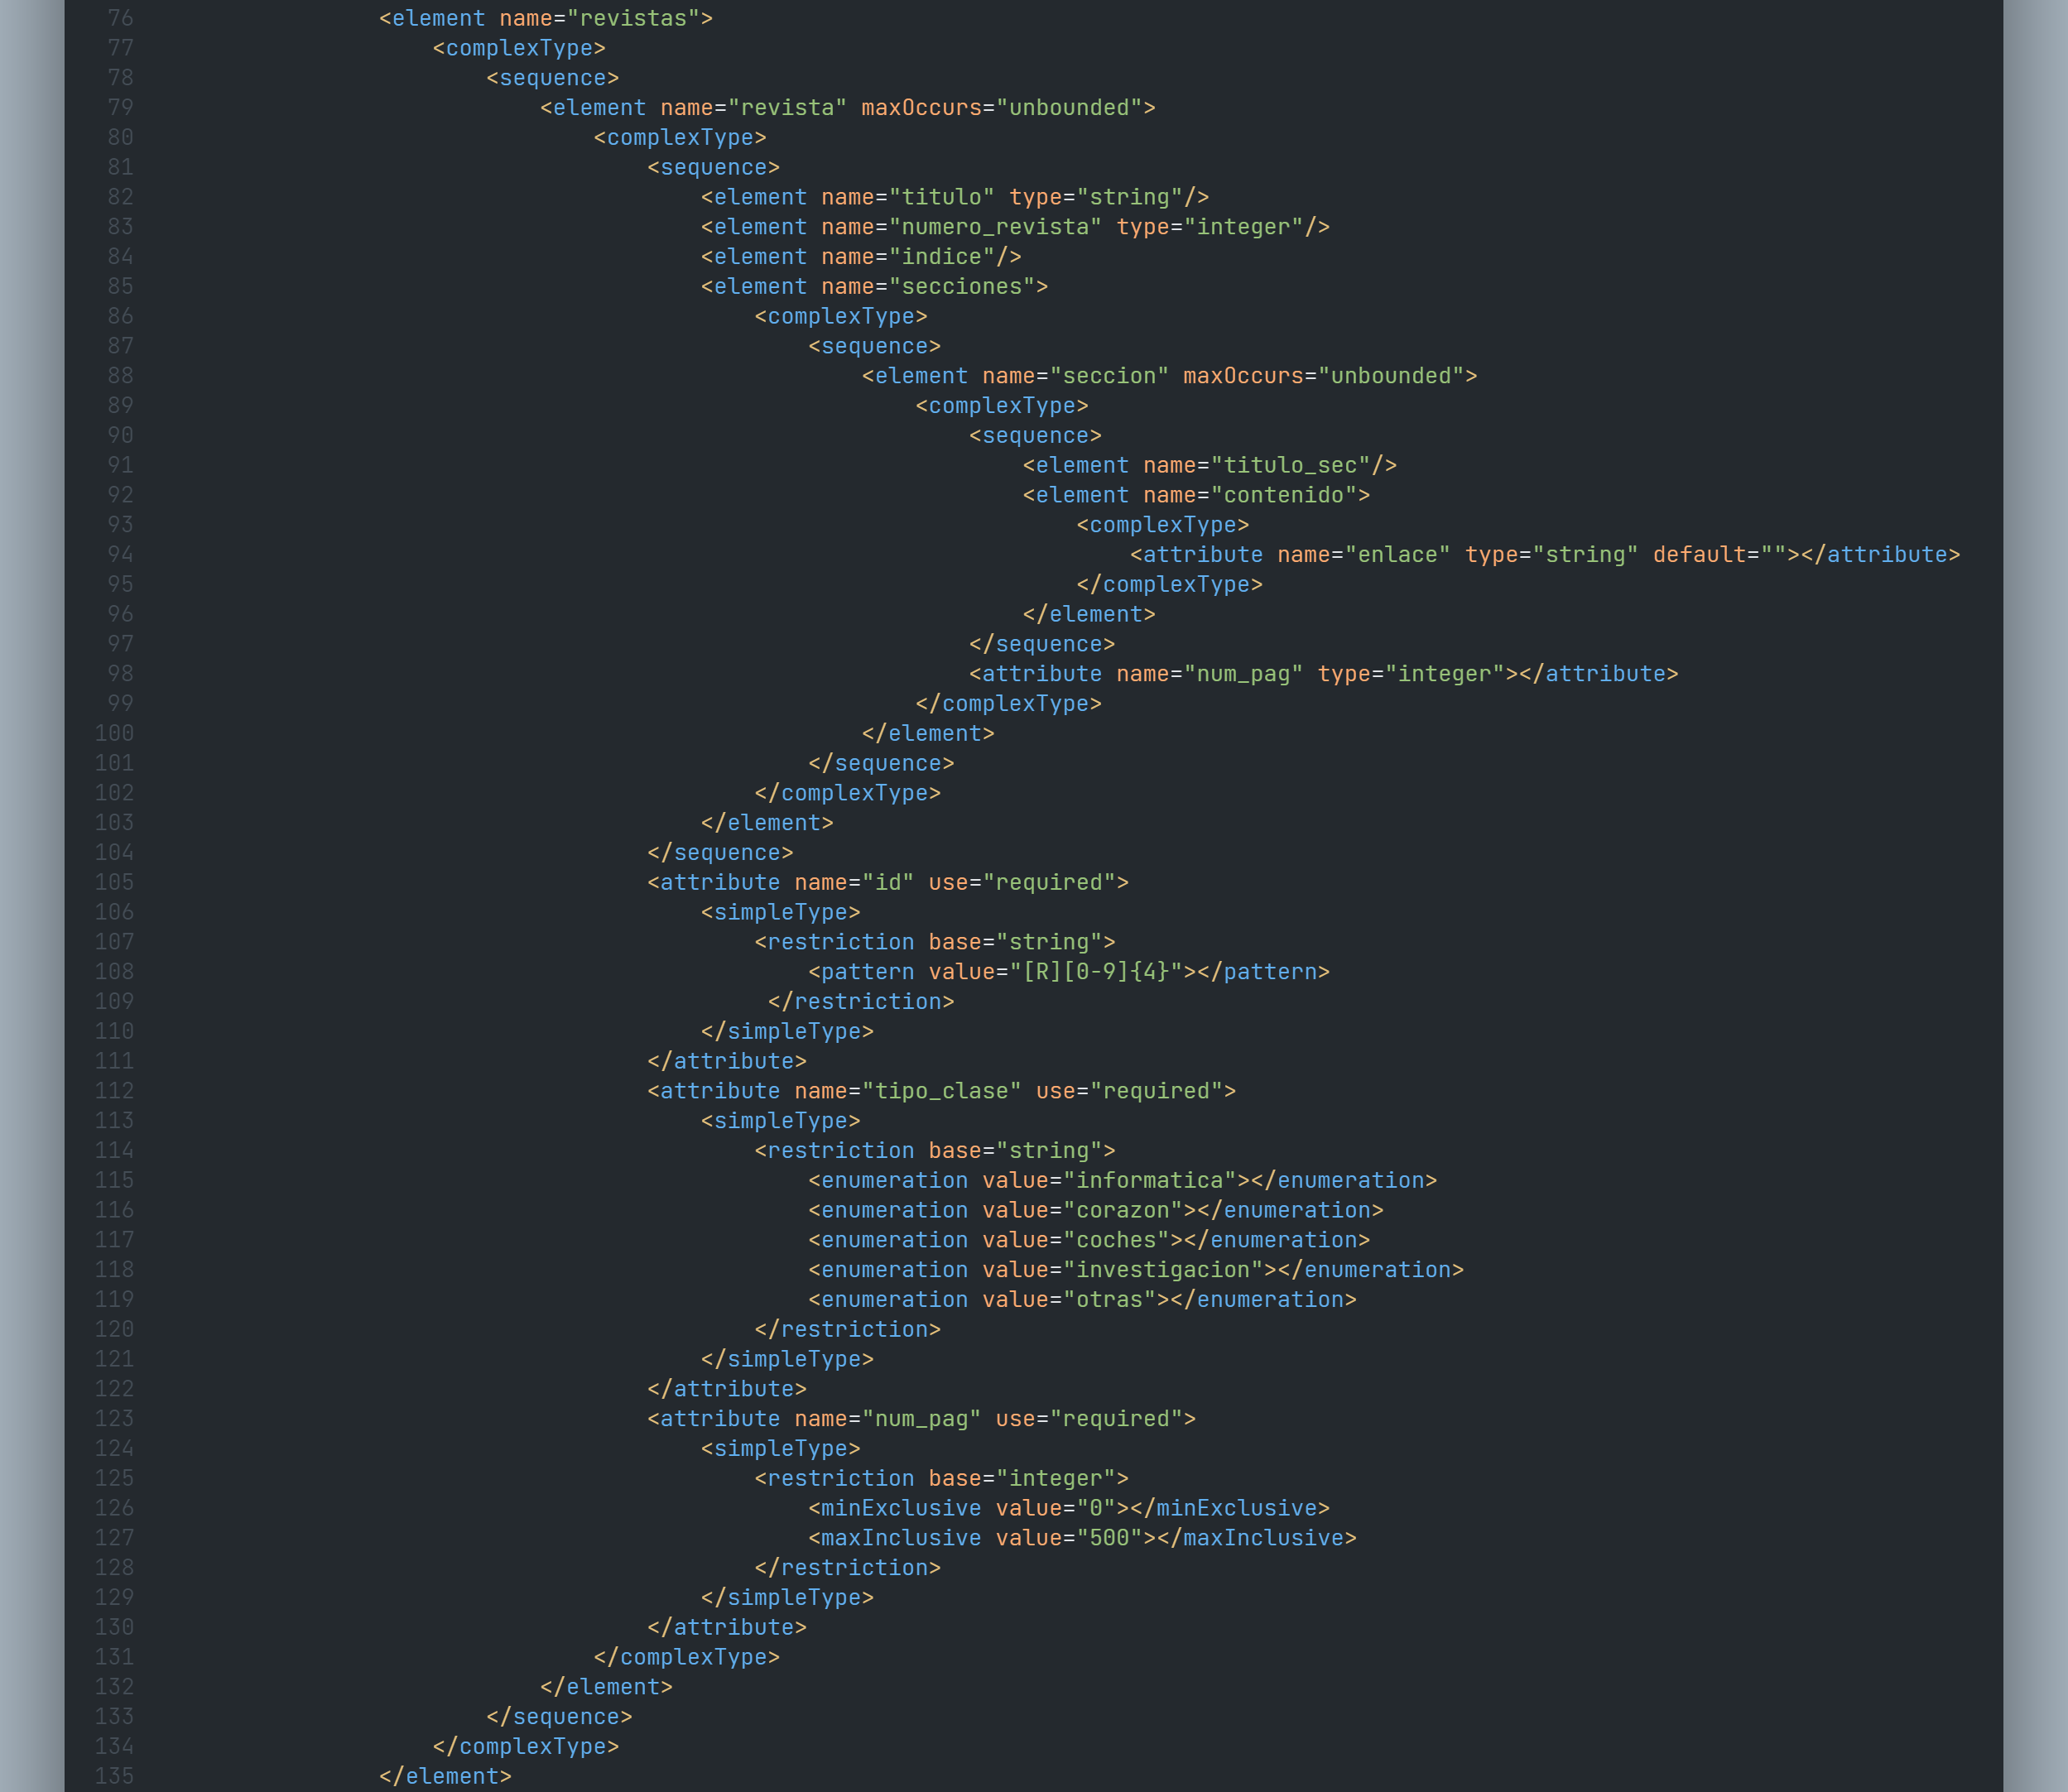 76 <element name="revistas">
77 <complexType>
78 <sequence>
79 <element name="revista" maxOccurs="unbounded">
80 <complexType>
81 <sequence>
82 <element name="titulo" type="string"/>
83 <element name="numero_revista" type="integer"/>
84 <element name="indice"/>
85 <element name="secciones">
86 <complexType>
87 <sequence>
88 <element name="seccion" maxOccurs="unbounded">
89 <complexType>
90 <sequence>
91 <element name="titulo_sec"/>
92 <element name="contenido">
93 <complexType>
94 <attribute name="enlace" type="string" default=""></attribute>
95 </complexType>
96 </element>
97 </sequence>
98 <attribute name="num_pag" type="integer"></attribute>
99 </complexType>
100 </element>
101 </sequence>
102 </complexType>
103 </element>
104 </sequence>
105 <attribute name="id" use="required">
106 <simpleType>
107 <restriction base="string">
108 <pattern value="[R][0-9]{4}"></pattern>
109 </restriction>
110 </simpleType>
111 </attribute>
112 <attribute name="tipo_clase" use="required">
113 <simpleType>
114 <restriction base="string">
115 <enumeration value="informatica"></enumeration>
116 <enumeration value="corazon"></enumeration>
117 <enumeration value="coches"></enumeration>
118 <enumeration value="investigacion"></enumeration>
119 <enumeration value="otras"></enumeration>
120 </restriction>
121 </simpleType>
122 </attribute>
123 <attribute name="num_pag" use="required">
124 <simpleType>
125 <restriction base="integer">
126 <minExclusive value="0"></minExclusive>
127 <maxInclusive value="500"></maxInclusive>
128 </restriction>
129 </simpleType>
130 </attribute>
131 </complexType>
132 </element>
133 </sequence>
134 </complexType>
135 </element>